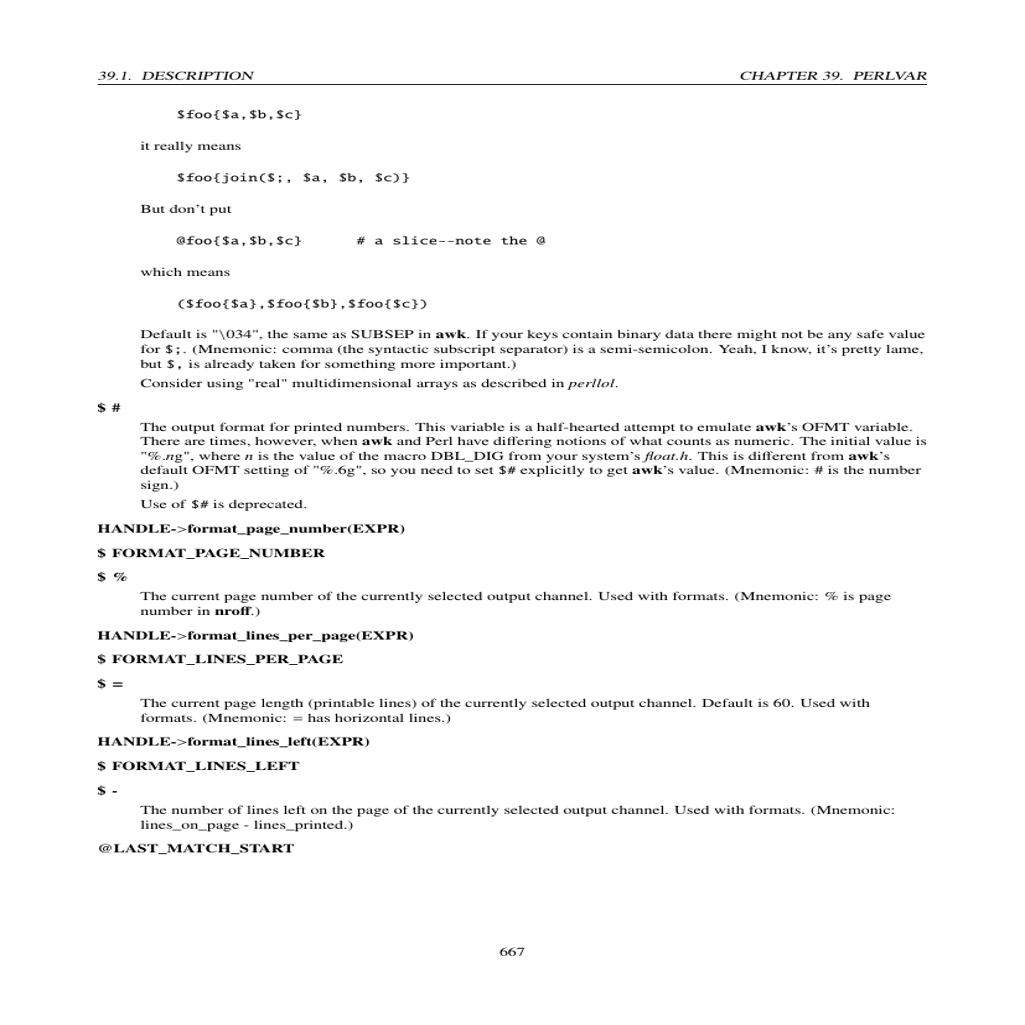 39.1. DESCRIPTION CHAPTER 39. PERLVAR
$foo{$a,$b,$c}
it really means
$foo{join($;, $a, $b, $c)}
But don't put
@foo{$a,$b,$c} # a slice--note the @
which means
($foo{$a},$foo{$b},$foo{$c})
Default is "\034", the same as SUBSEP in awk. If your keys contain binary data there might not be any safe value
for $;. (Mnemonic: comma (the syntactic subscript separator) is a semi-semicolon. Yeah, I know, it's pretty lame,
but $, is already taken for something more important.)
Consider using "real" multidimensional arrays as described in perllol.
$ #
The output format for printed numbers. This variable is a half-hearted attempt to emulate awk's OFMT variable.
There are times, however, when awk and Perl have differing notions of what counts as numeric. The initial value is
"%.ng", where n is the value of the macro DBL_DIG from your system's float.h. This is different from awk's
default OFMT setting of "%.6g", so you need to set $# explicitly to get awk's value. (Mnemonic: # is the number
sign.)
Use of $# is deprecated.
HANDLE->format_page_number(EXPR)
$ FORMAT_PAGE_NUMBER
$ %
The current page number of the currently selected output channel. Used with formats. (Mnemonic: % is page
number in nroff.)
HANDLE->format_lines_per_page(EXPR)
$ FORMAT_LINES_PER_PAGE
$ =
The current page length (printable lines) of the currently selected output channel. Default is 60. Used with
formats. (Mnemonic: = has horizontal lines.)
HANDLE->format_lines_left(EXPR)
$ FORMAT_LINES_LEFT
$ -
The number of lines left on the page of the currently selected output channel. Used with formats. (Mnemonic:
lines_on_page - lines_printed.)
@LAST_MATCH_START
667